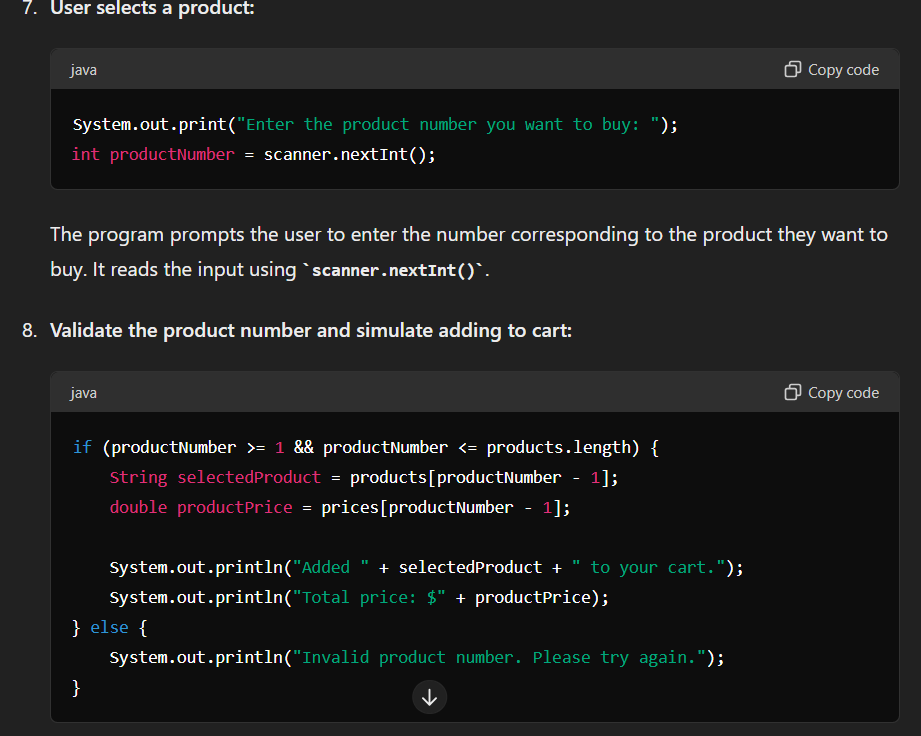 7. User selects a product:
java
Copy code
System.out.print("Enter the product number you want to buy: ");
int productNumber = scanner.nextInt();
The program prompts the user to enter the number corresponding to the product they want to
buy. It reads the input using `scanner.nextInt()`.
8. Validate the product number and simulate adding to cart:
java
Copy code
if (productNumber >= 1 && productNumber <= products.length) {
    String selectedProduct = products[productNumber - 1];
    double productPrice = prices[productNumber - 1];
    System.out.println("Added " + selectedProduct + " to your cart.");
    System.out.println("Total price: $" + productPrice);
} else {
    System.out.println("Invalid product number. Please try again.");
}